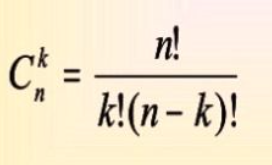 C_n^k = n! / k!(n - k)!